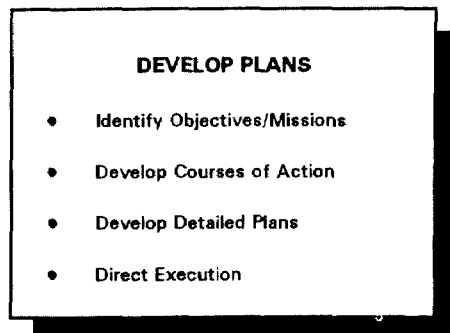 DEVELOP PLANS
• Identify Objectives/Missions
• Develop Courses of Action
• Develop Detailed Plans
• Direct Execution